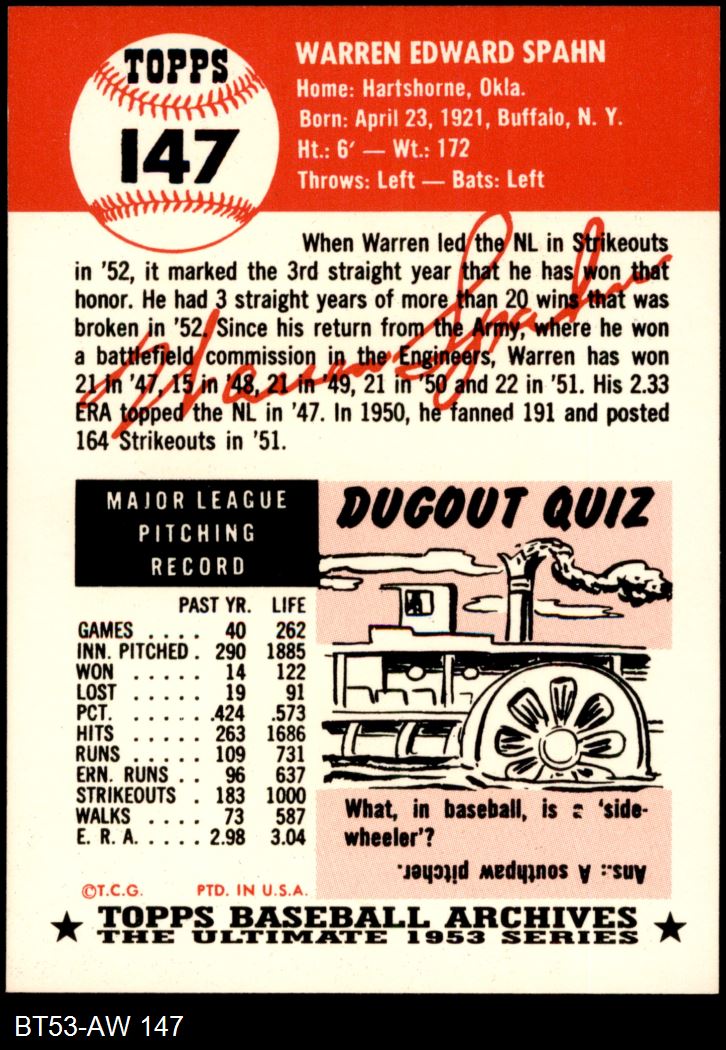 TOPPS
147
WARREN EDWARD SPAHN
Home: Hartshorne, Okla.
Born: April 23, 1921, Buffalo, N. Y.
Ht.: 6′ — Wt.: 172
Throws: Left — Bats: Left
When Warren led the NL in Strikeouts
in '52, it marked the 3rd straight year that he has won that
honor. He had 3 straight years of more than 20 wins that was
broken in '52. Since his return from the Army, where he won
a battlefield commission in the Engineers, Warren has won
21 in '47, 15 in '48, 21 in '49, 21 in '50 and 22 in '51. His 2.33
ERA topped the NL in '47. In 1950, he fanned 191 and posted
164 Strikeouts in '51.
Warren Spahn
MAJOR LEAGUE
PITCHING
RECORD
PAST YR. LIFE
GAMES .... 40 262
INN. PITCHED . 290 1885
WON ..... 14 122
LOST ..... 19 91
PCT. ..... .424 .573
HITS ..... 263 1686
RUNS ..... 109 731
ERN. RUNS .. 96 637
STRIKEOUTS . 183 1000
WALKS .... 73 587
E. R. A. ..... 2.98 3.04
DUGOUT QUIZ
What, in baseball, is a 'side-
wheeler'?
Ans.: A southpaw pitcher.
©T.C.G. PTD. IN U.S.A.
★ TOPPS BASEBALL ARCHIVES ★
THE ULTIMATE 1953 SERIES
BT53-AW 147